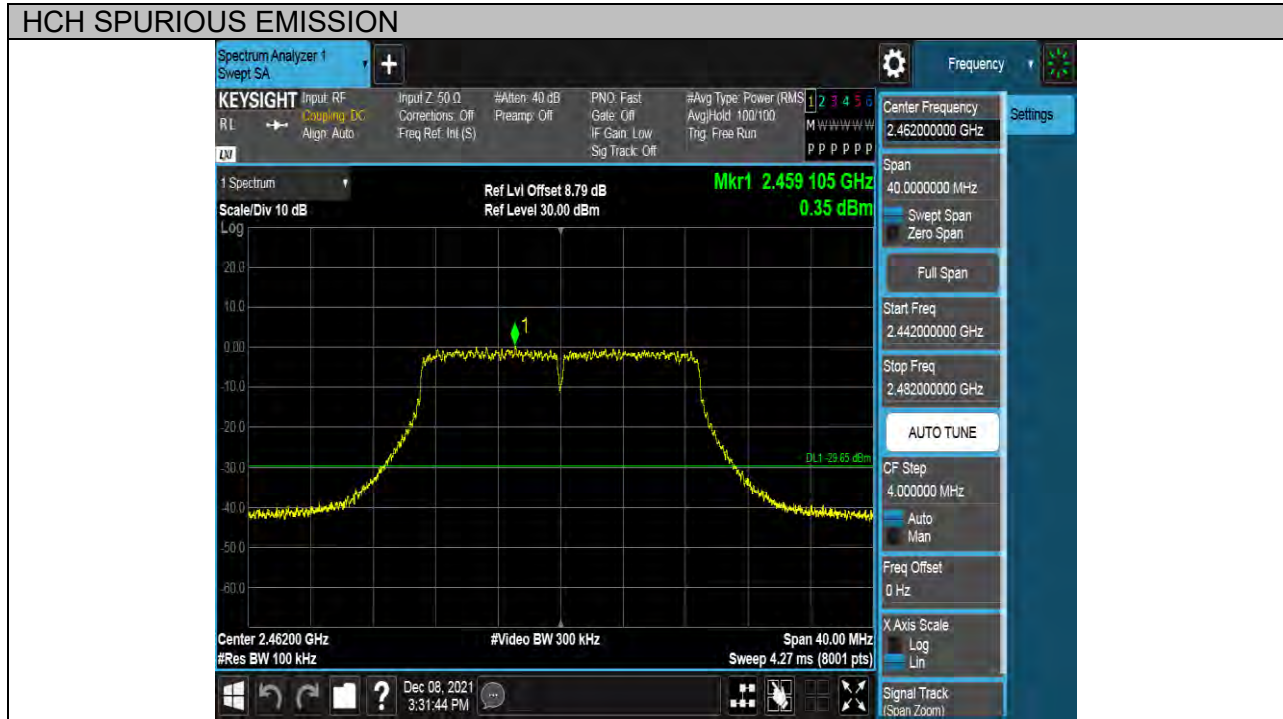 HCH SPURIOUS EMISSION
Spectrum Analyzer 1
Swept SA
Frequency
KEYSIGHT
RL
LXI
Input: RF
Coupling: DC
Align: Auto
Input Z: 50 Ω
Corrections: Off
Freq Ref: Int (S)
#Atten: 40 dB
Preamp: Off
PNO: Fast
Gate: Off
IF Gain: Low
Sig Track: Off
#Avg Type: Power (RMS
Avg|Hold: 100/100
Trig: Free Run
1 2 3 4 5 6
M W W W W W
P P P P P P
1 Spectrum
Scale/Div 10 dB
Ref Lvl Offset 8.79 dB
Ref Level 30.00 dBm
Mkr1 2.459 105 GHz
0.35 dBm
Log
20.0
10.0
0.00
-10.0
-20.0
-30.0
-40.0
-50.0
-60.0
1
DL1 -29.65 dBm
Center 2.46200 GHz
#Res BW 100 kHz
#Video BW 300 kHz
Span 40.00 MHz
Sweep 4.27 ms (8001 pts)
Dec 08, 2021
3:31:44 PM
Center Frequency
2.462000000 GHz
Settings
Span
40.0000000 MHz
Swept Span
Zero Span
Full Span
Start Freq
2.442000000 GHz
Stop Freq
2.482000000 GHz
AUTO TUNE
CF Step
4.000000 MHz
Auto
Man
Freq Offset
0 Hz
X Axis Scale
Log
Lin
Signal Track
(Span Zoom)